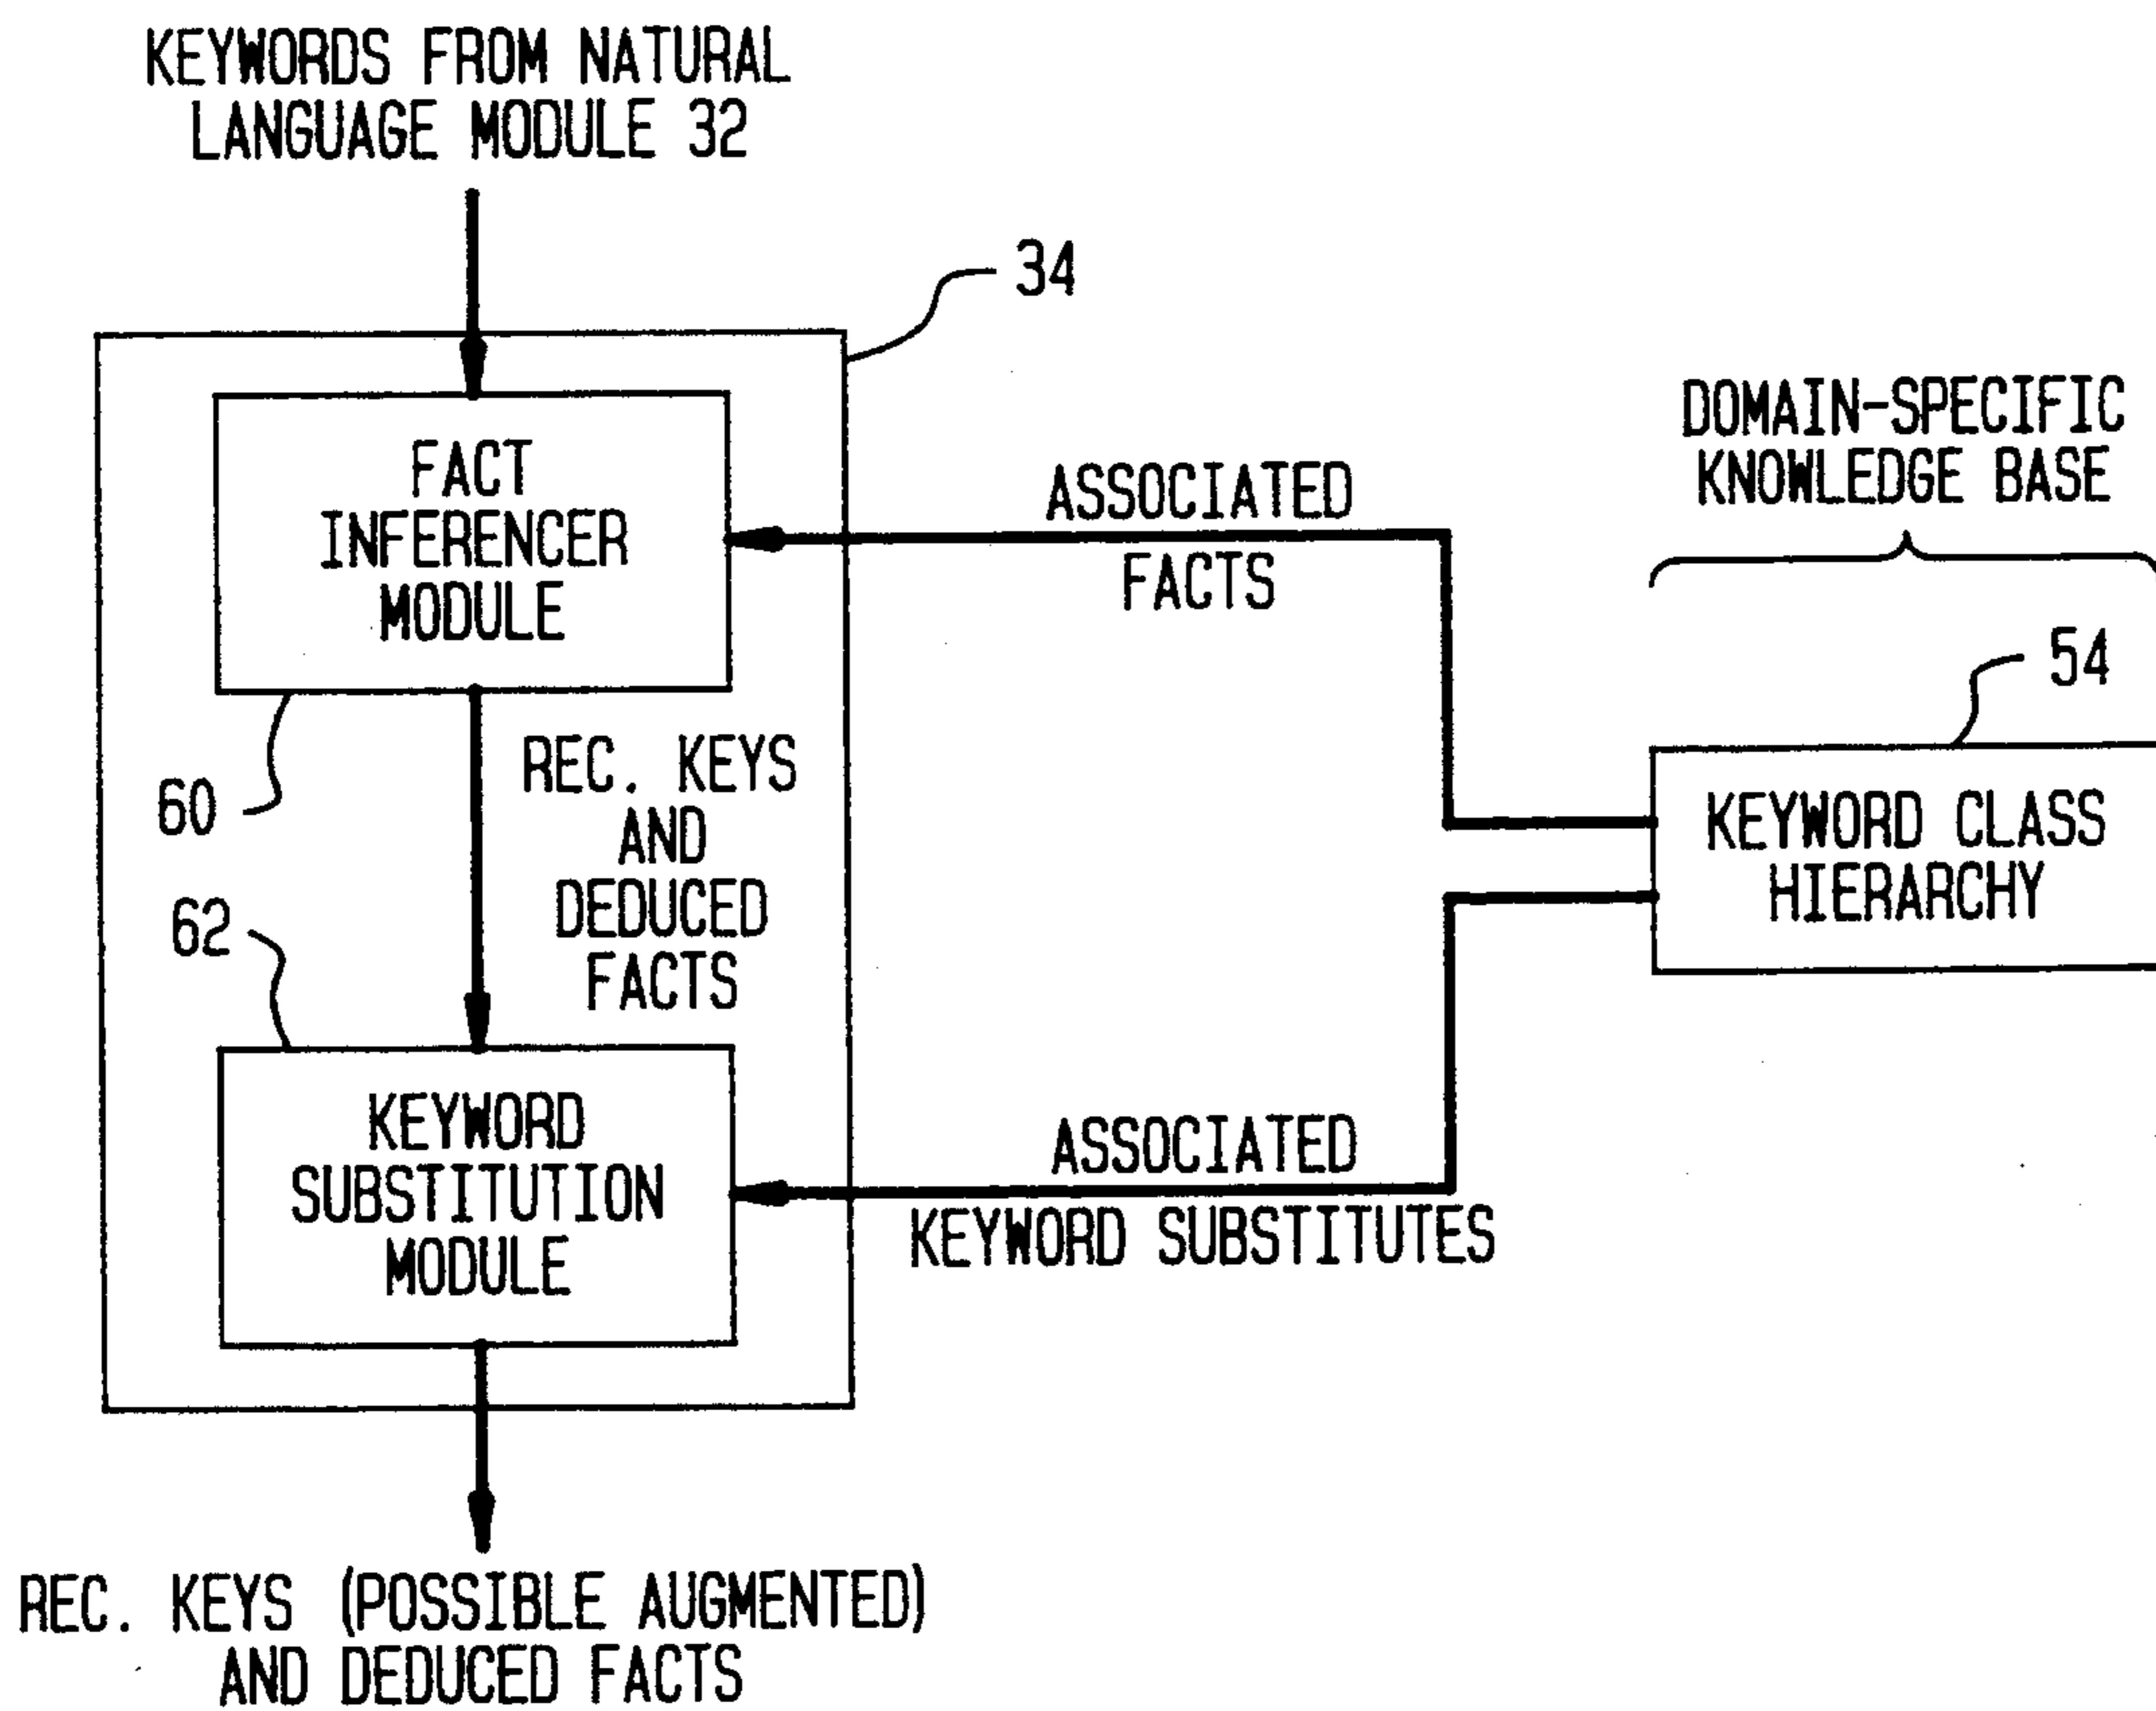 KEYWORDS FROM NATURAL
LANGUAGE MODULE 32
34
FACT
INFERENCER
MODULE
60
ASSOCIATED
FACTS
DOMAIN-SPECIFIC
KNOWLEDGE BASE
54
KEYWORD CLASS
HIERARCHY
REC. KEYS
AND
DEDUCED
FACTS
62
KEYWORD
SUBSTITUTION
MODULE
ASSOCIATED
KEYWORD SUBSTITUTES
REC. KEYS (POSSIBLE AUGMENTED)
AND DEDUCED FACTS